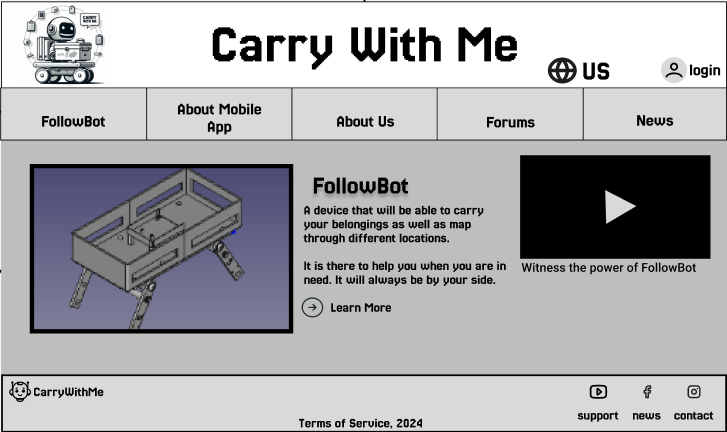 CARRY
WITH ME
Carry With Me
US
login
FollowBot
About Mobile
App
About Us
Forums
News
FollowBot
A device that will be able to carry
your belongings as well as map
through different locations.
It is there to help you when you are in
need. It will always be by your side.
Learn More
Witness the power of FollowBot
CarryWithMe
support
news
contact
Terms of Service, 2024